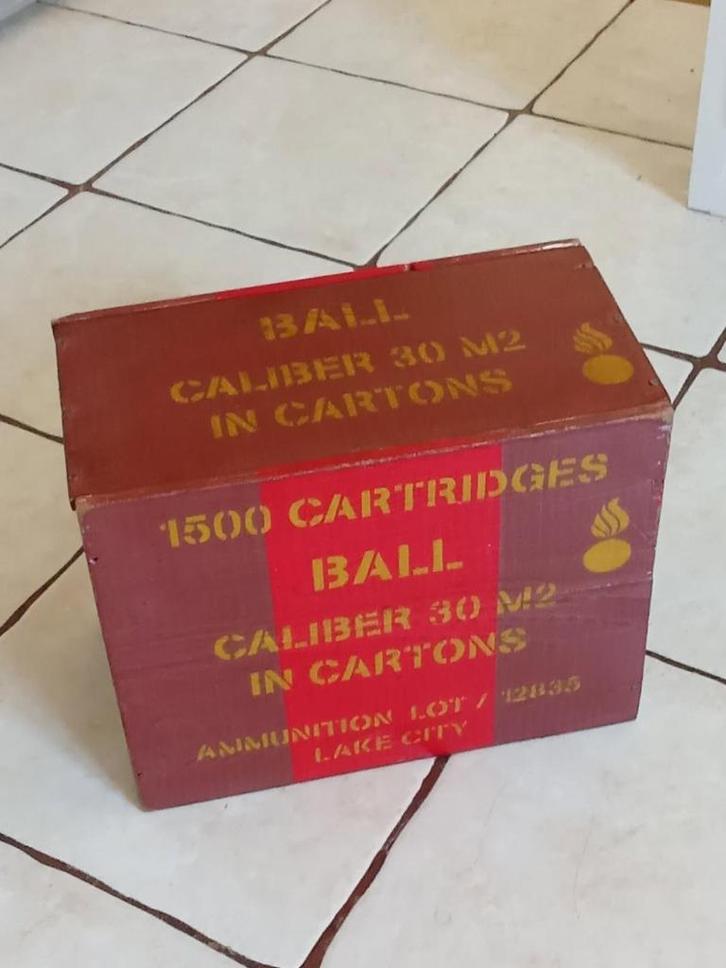 BALL
CALIBER 30 M2
IN CARTONS
1500 CARTRIDGES
BALL
CALIBER 30 M2
IN CARTONS
AMMUNITION LOT / 12835
LAKE CITY